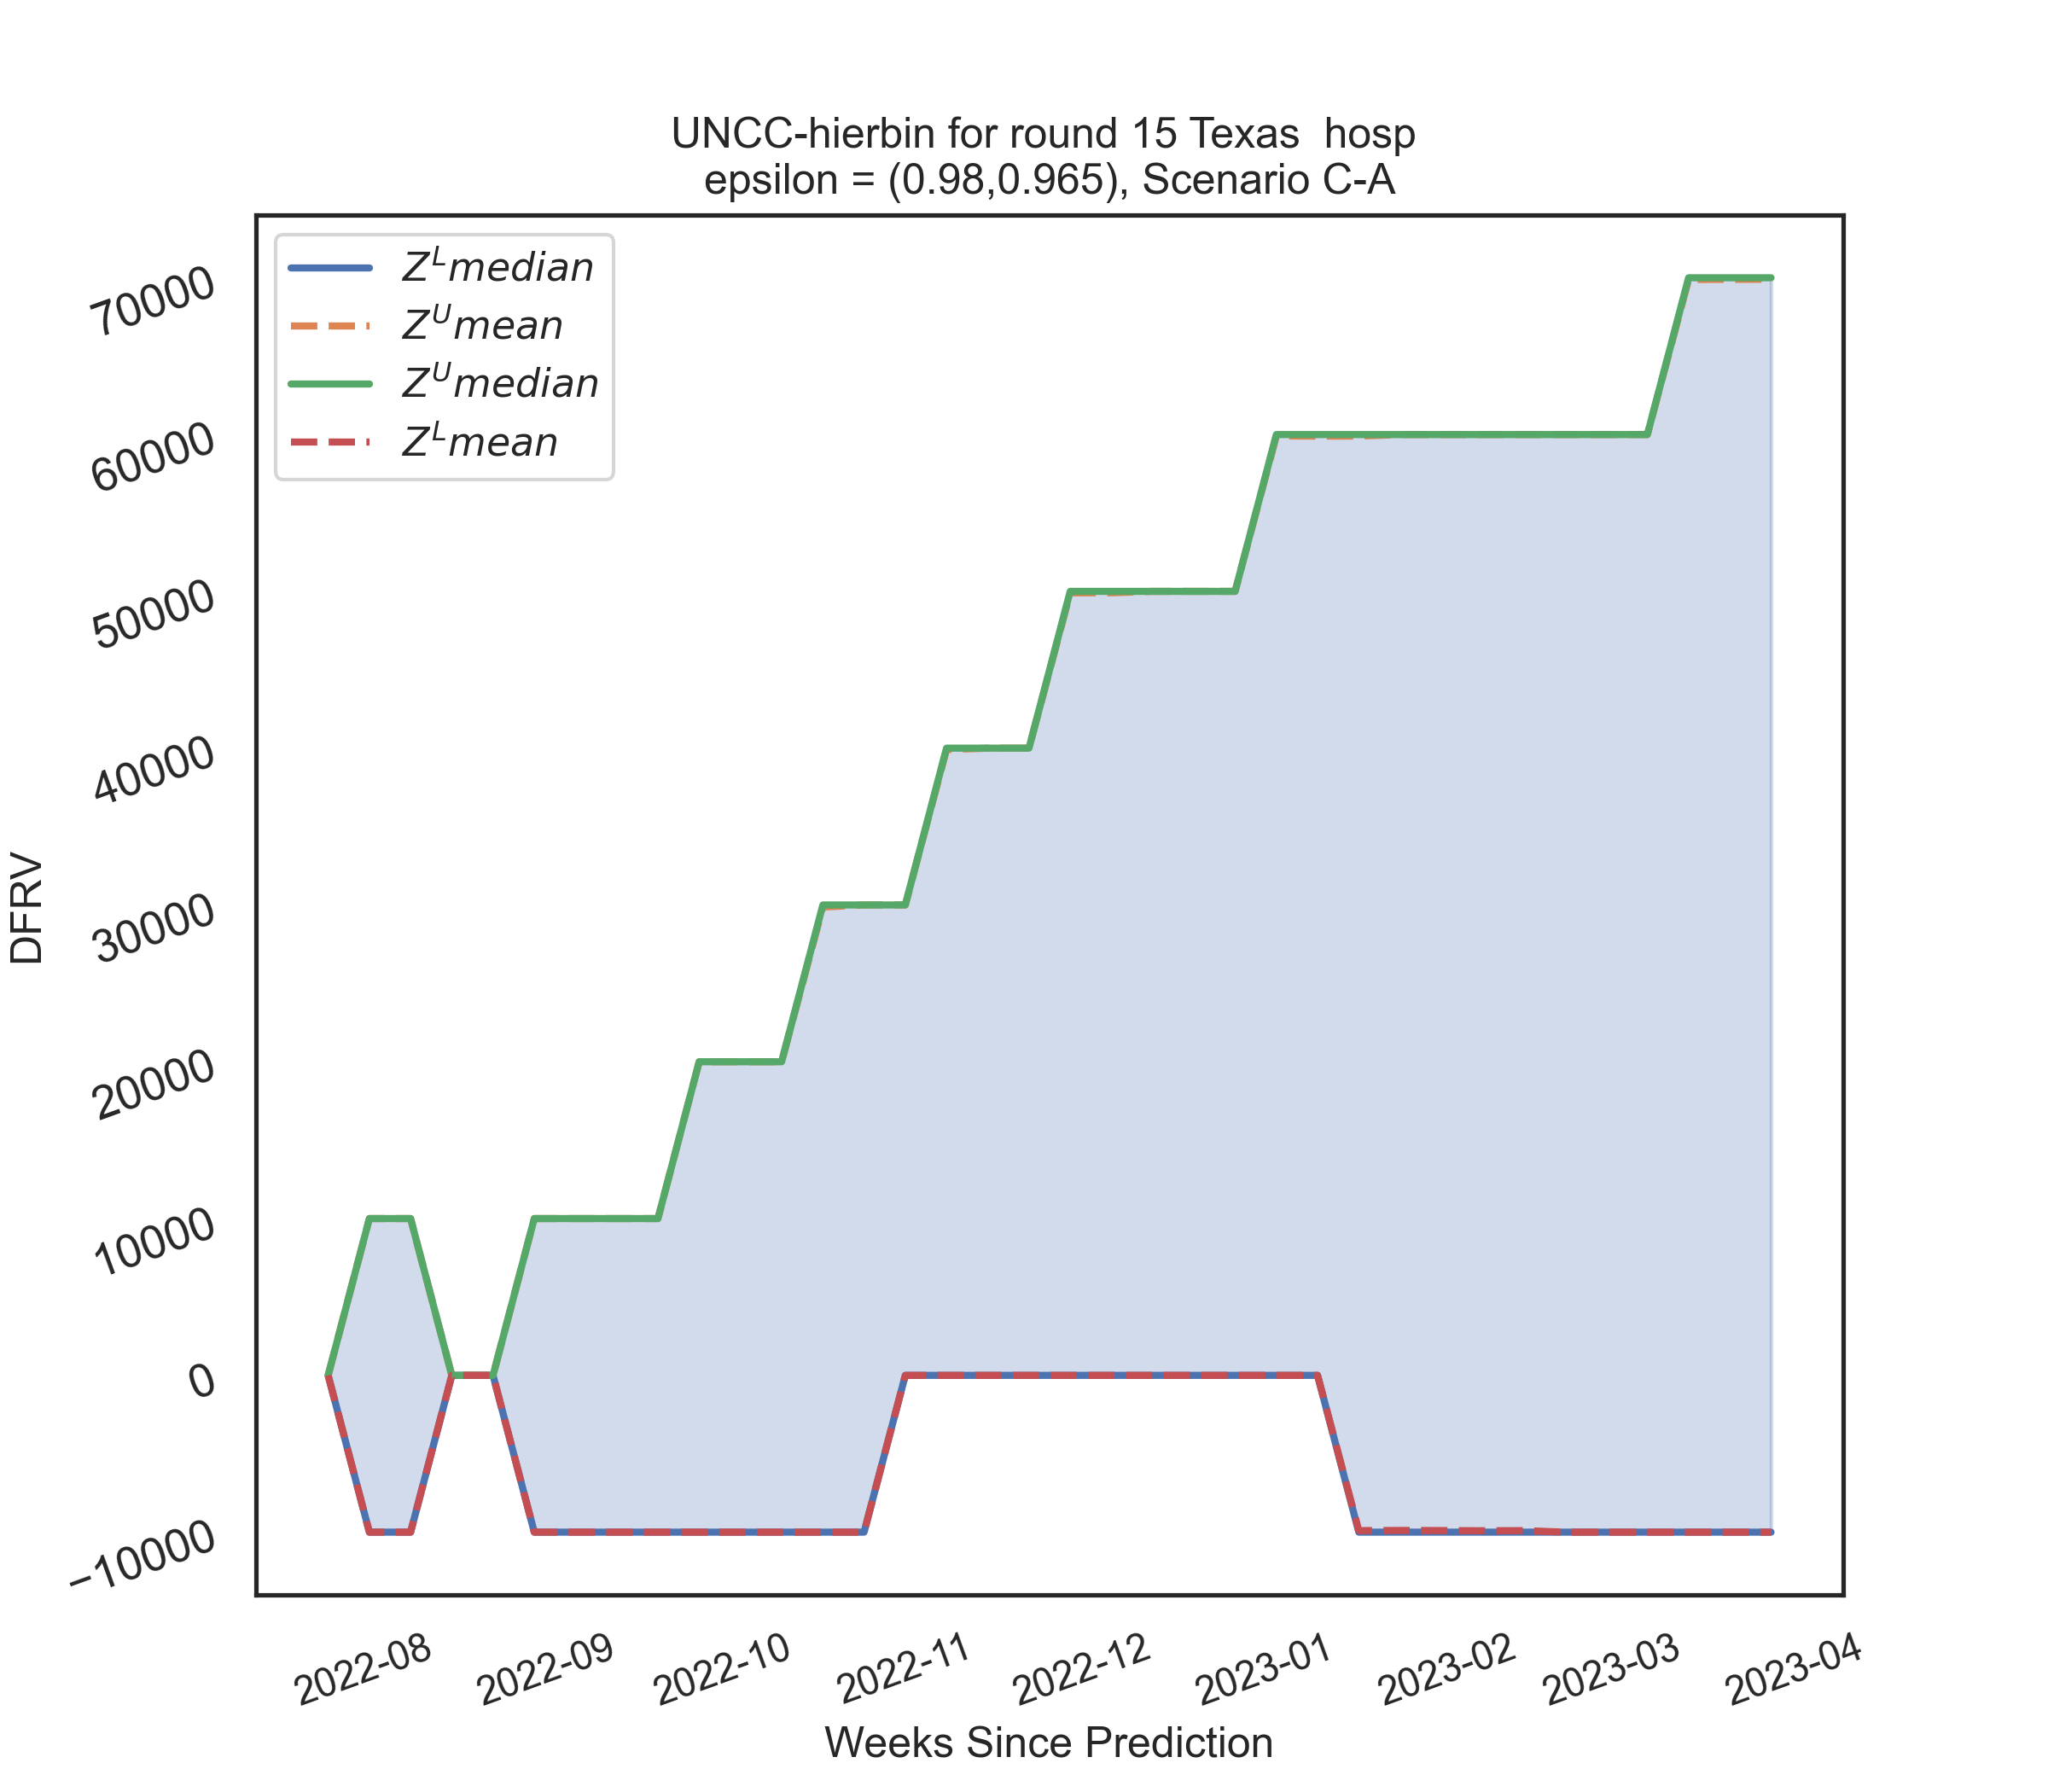 UNCC-hierbin for round 15 Texas  hosp
epsilon = (0.98,0.965), Scenario C-A
Z^L median
Z^U mean
Z^U median
Z^L mean
70000
60000
50000
40000
30000
20000
10000
0
−10000
DFRV
2022-08
2022-09
2022-10
2022-11
2022-12
2023-01
2023-02
2023-03
2023-04
Weeks Since Prediction